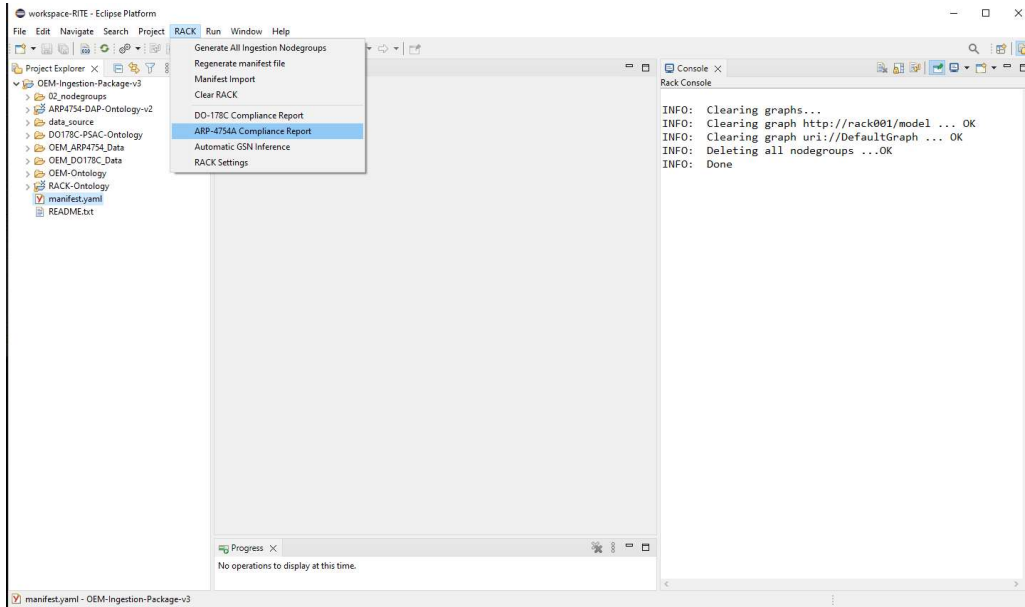 workspace-RITE - Eclipse Platform
File Edit Navigate Search Project RACK Run Window Help
Generate All Ingestion Nodegroups
Regenerate manifest file
Manifest Import
Clear RACK
DO-178C Compliance Report
ARP-4754A Compliance Report
Automatic GSN Inference
RACK Settings
Project Explorer
OEM-Ingestion-Package-v3
02_nodegroups
ARP4754-DAP-Ontology-v2
data_source
DO178C-PSAC-Ontology
OEM_ARP4754_Data
OEM_DO178C_Data
OEM-Ontology
RACK-Ontology
manifest.yaml
README.txt
Console
Rack Console
INFO: Clearing graphs...
INFO: Clearing graph http://rack001/model ... OK
INFO: Clearing graph uri://DefaultGraph ... OK
INFO: Deleting all nodegroups ...OK
INFO: Done
Progress
No operations to display at this time.
manifest.yaml - OEM-Ingestion-Package-v3